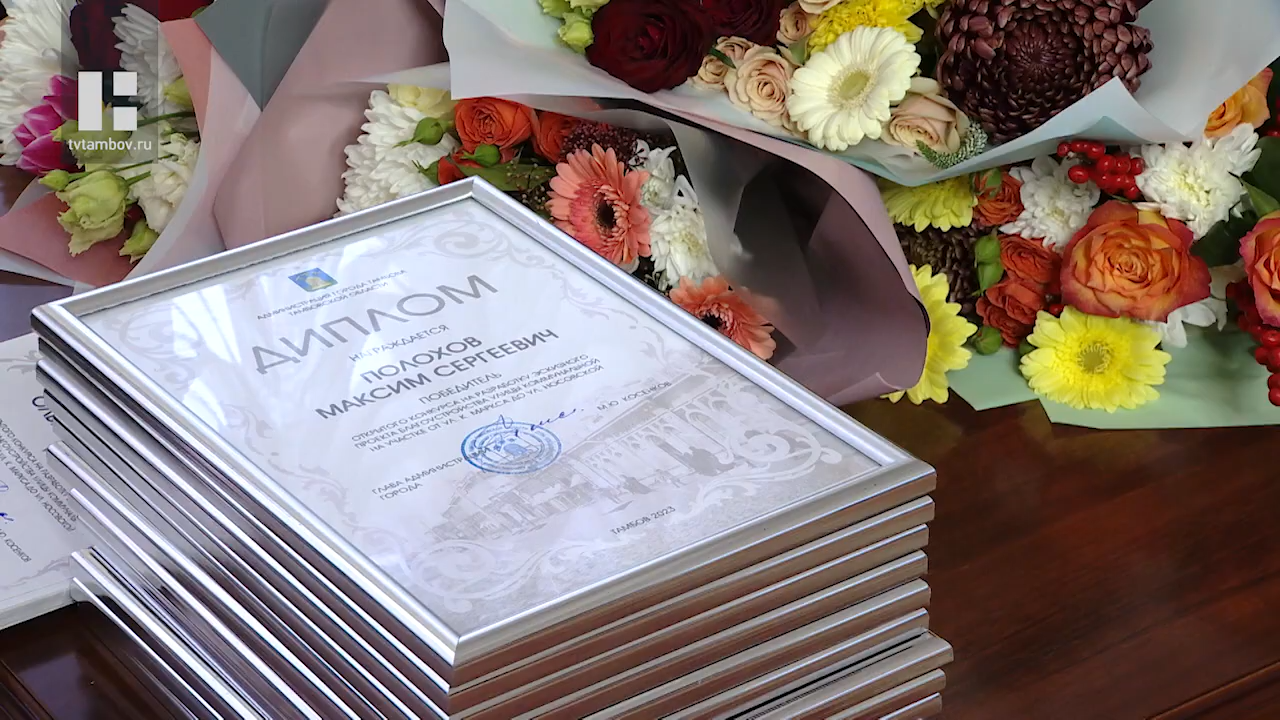 tvtambov.ru
АДМИНИСТРАЦИЯ ГОРОДА ТАМБОВА
ТАМБОВСКОЙ ОБЛАСТИ
ДИПЛОМ
НАГРАЖДАЕТСЯ
ПОЛОХОВ
МАКСИМ СЕРГЕЕВИЧ
ПОБЕДИТЕЛЬ
ОТКРЫТОГО КОНКУРСА НА РАЗРАБОТКУ ЭСКИЗНОГО
ПРОЕКТА БЛАГОУСТРОЙСТВА УЛИЦЫ КОММУНАЛЬНОЙ
НА УЧАСТКЕ ОТ УЛ. К. МАРКСА ДО УЛ. НОСОВСКОЙ
ГЛАВА АДМИНИСТР
ГОРОДА
М.Ю. КОСЕНКОВ
ТАМБОВ 2023